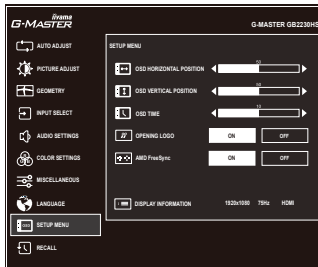 iiyama
G-MASTER
G-MASTER GB2230HS
AUTO ADJUST
PICTURE ADJUST
GEOMETRY
INPUT SELECT
AUDIO SETTINGS
COLOR SETTINGS
MISCELLANEOUS
LANGUAGE
SETUP MENU
RECALL
SETUP MENU
OSD HORIZONTAL POSITION 50
OSD VERTICAL POSITION 50
OSD TIME 10
OPENING LOGO ON OFF
AMD FreeSync ON OFF
DISPLAY INFORMATION 1920x1080 75Hz HDMI